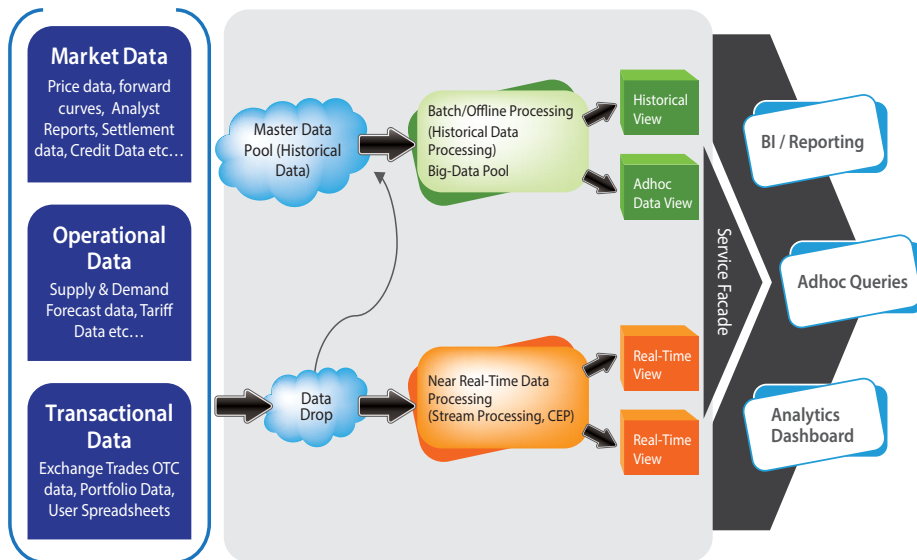 Market Data
Price data, forward
curves, Analyst
Reports, Settlement
data, Credit Data etc...
Operational
Data
Supply & Demand
Forecast data, Tariff
Data etc...
Transactional
Data
Exchange Trades OTC
data, Portfolio Data,
User Spreadsheets
Master Data
Pool (Historical
Data)
Data
Drop
Batch/Offline Processing
(Historical Data
Processing)
Big-Data Pool
Near Real-Time Data
Processing
(Stream Processing, CEP)
Historical
View
Adhoc
Data View
Real-Time
View
Real-Time
View
Service Facade
BI / Reporting
Adhoc Queries
Analytics
Dashboard